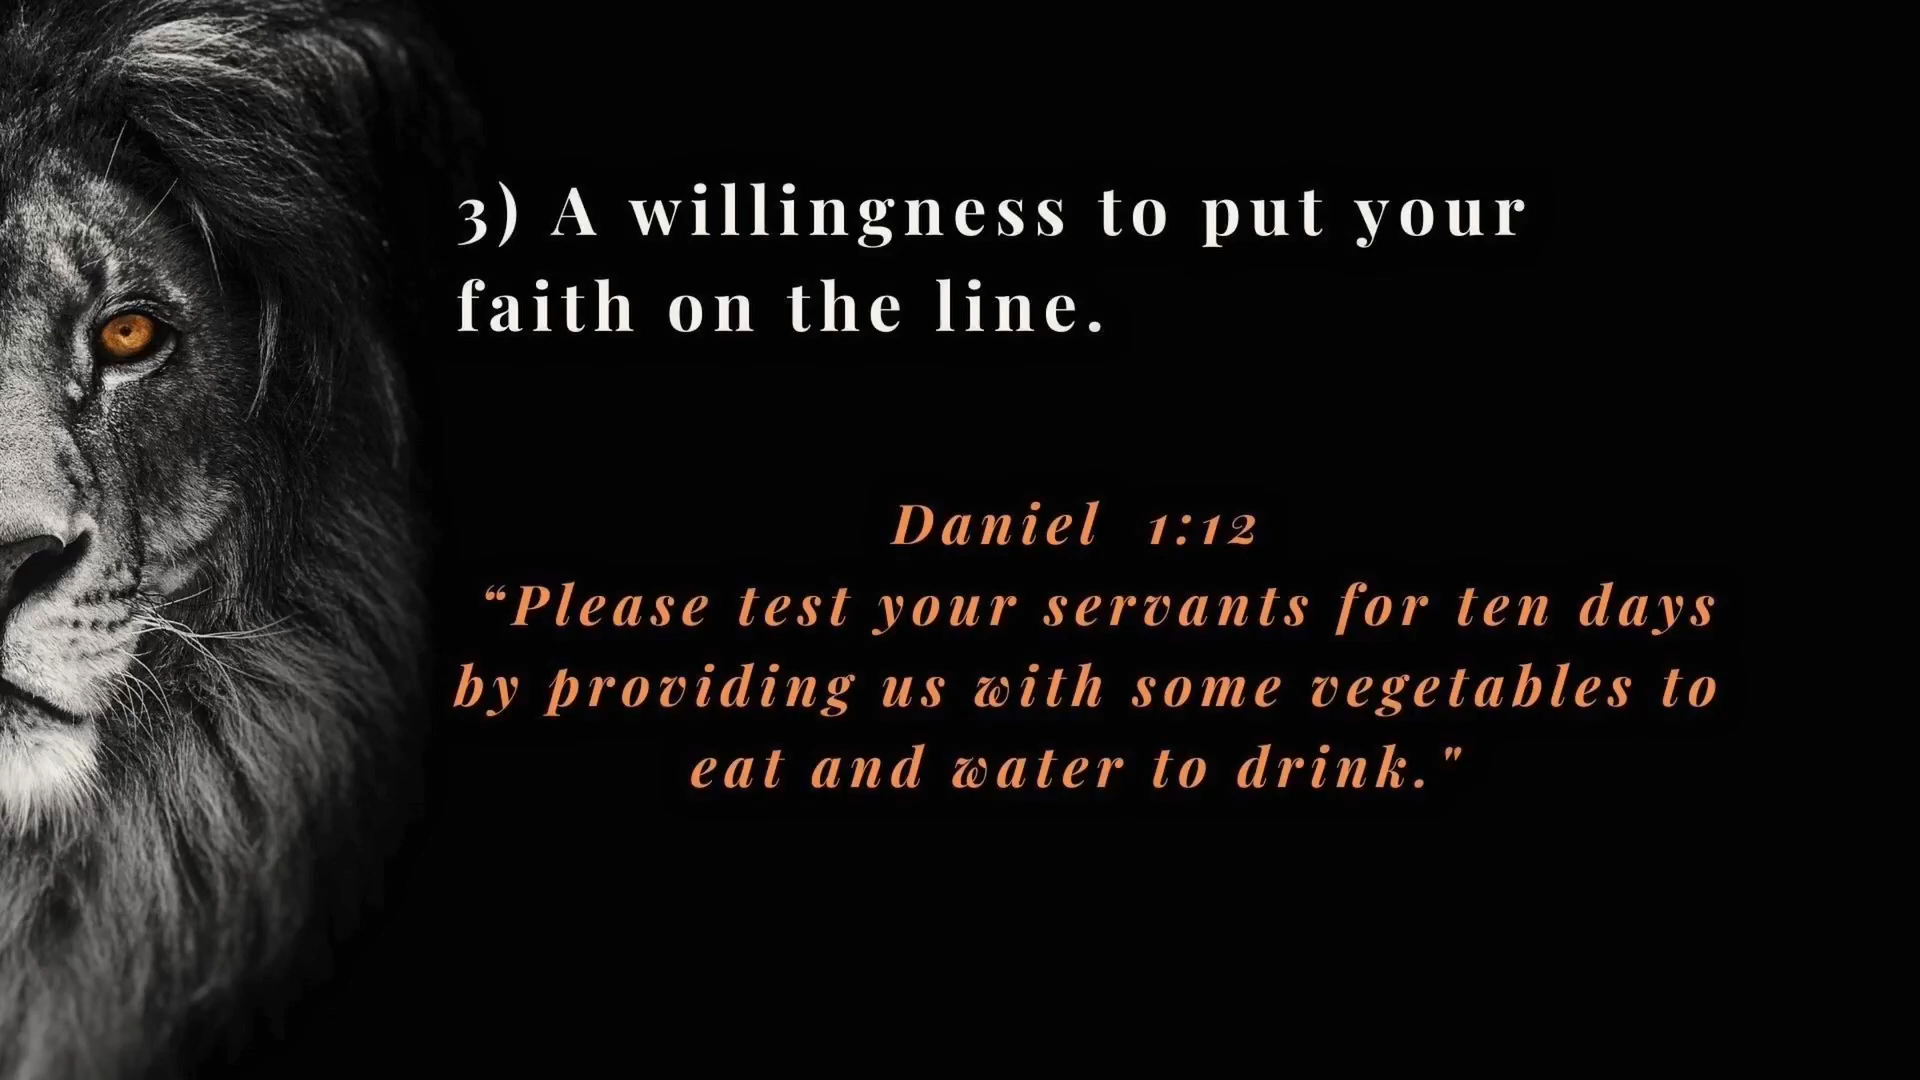 3) A willingness to put your
faith on the line.
Daniel 1:12
“Please test your servants for ten days
by providing us with some vegetables to
eat and water to drink."